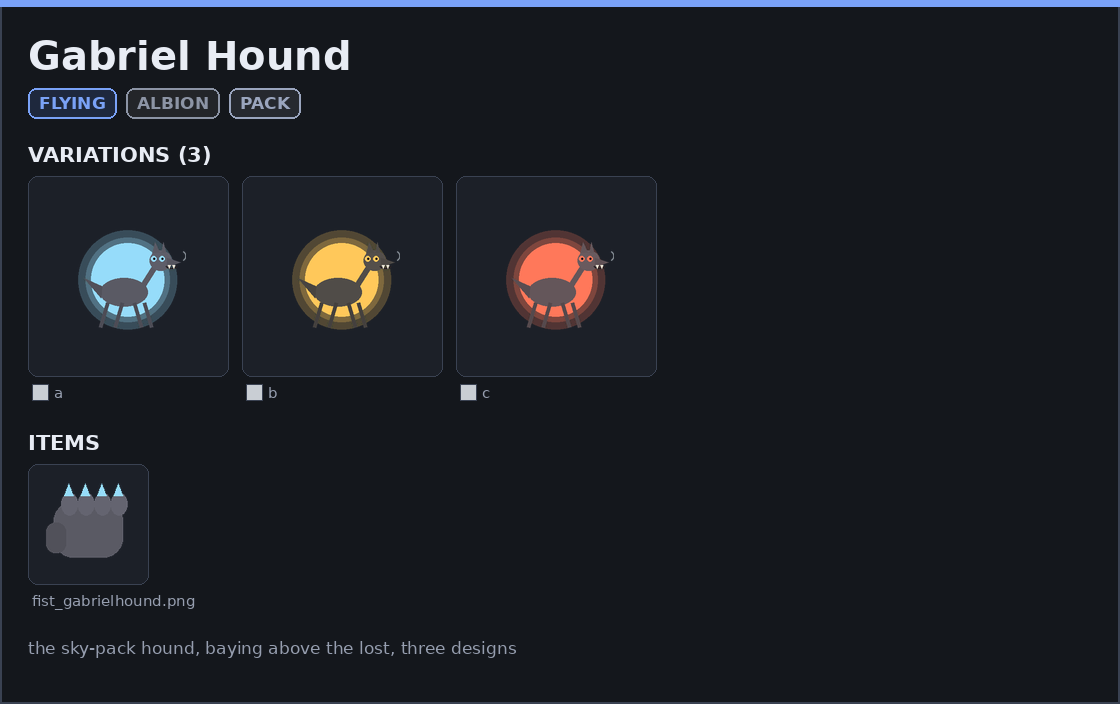 Gabriel Hound
FLYING ALBION PACK
VARIATIONS (3)
a b c
ITEMS
fist_gabrielhound.png
the sky-pack hound, baying above the lost, three designs